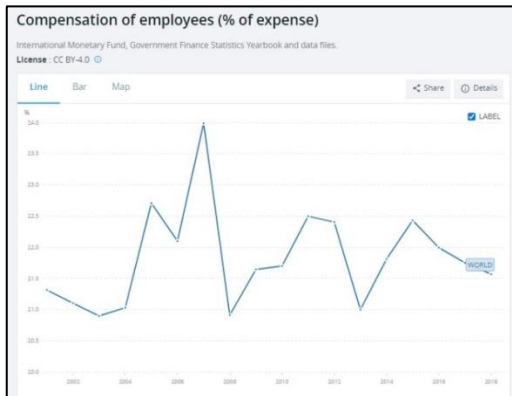 Compensation of employees (% of expense)
International Monetary Fund, Government Finance Statistics Yearbook and data files.
License : CC BY-4.0
Line Bar Map Share Details
% LABEL
24.0
23.5
23.0
22.5
22.0
21.5
WORLD
21.0
20.5
20.0
2002 2004 2006 2008 2010 2012 2014 2016 2018